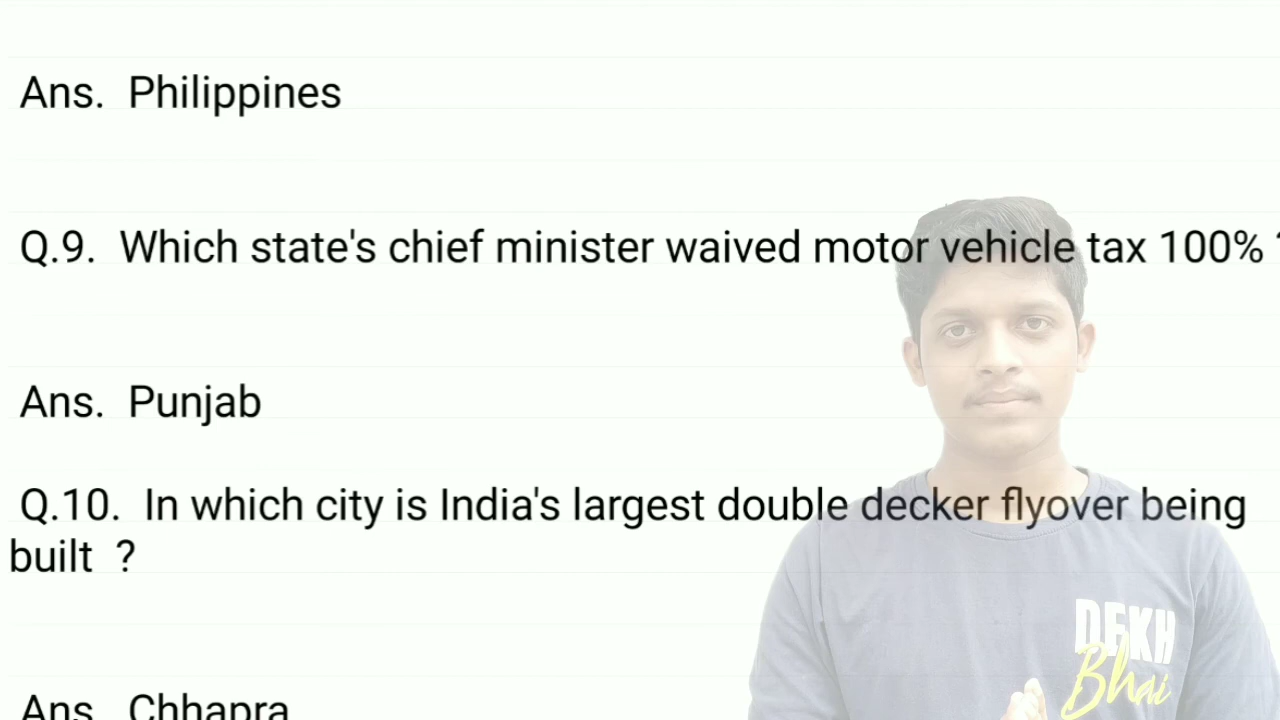 Ans. Philippines
Q.9. Which state's chief minister waived motor vehicle tax 100% ?
Ans. Punjab
Q.10. In which city is India's largest double decker flyover being
built ?
Ans. Chhapra
DEKH
Bhai